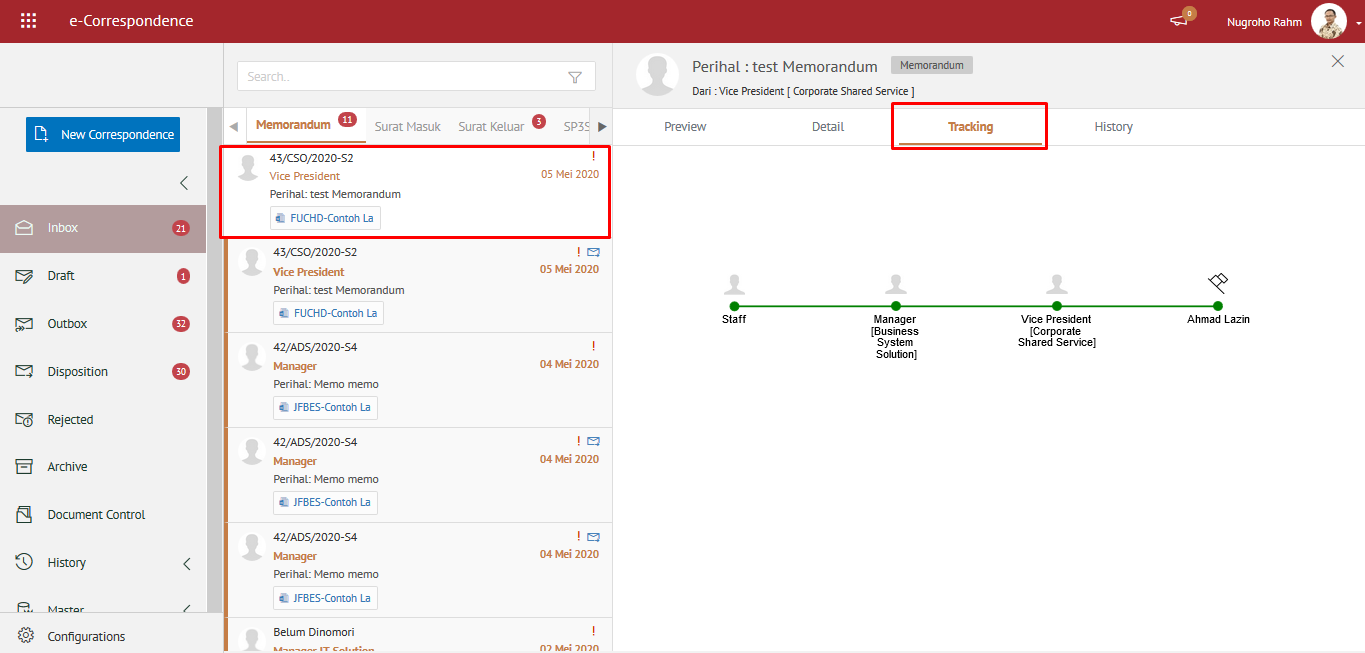 e-Correspondence
0
Nugroho Rahm
New Correspondence
Inbox
21
Draft
1
Outbox
32
Disposition
30
Rejected
Archive
Document Control
History
Master
Configurations
Search..
Memorandum
11
Surat Masuk
Surat Keluar
3
SP3S
43/CSO/2020-S2
!
Vice President
05 Mei 2020
Perihal: test Memorandum
FUCHD-Contoh La
43/CSO/2020-S2
!
Vice President
05 Mei 2020
Perihal: test Memorandum
FUCHD-Contoh La
42/ADS/2020-S4
!
Manager
04 Mei 2020
Perihal: Memo memo
JFBES-Contoh La
42/ADS/2020-S4
!
Manager
04 Mei 2020
Perihal: Memo memo
JFBES-Contoh La
42/ADS/2020-S4
!
Manager
04 Mei 2020
Perihal: Memo memo
JFBES-Contoh La
Belum Dinomori
!
Manager IT Solution
02 Mei 2020
Perihal : test Memorandum
Memorandum
Dari : Vice President [ Corporate Shared Service ]
Preview
Detail
Tracking
History
Staff
Manager
[Business
System
Solution]
Vice President
[Corporate
Shared Service]
Ahmad Lazin